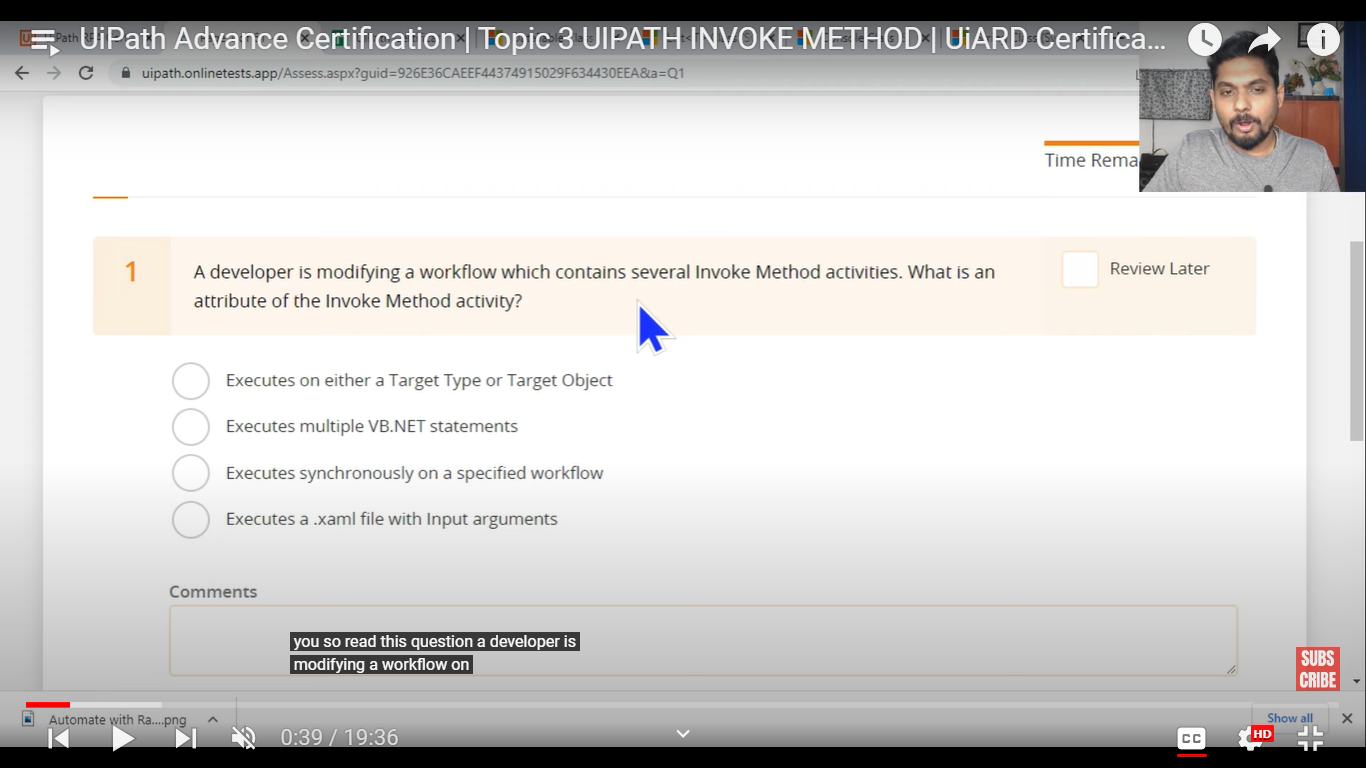 UiPath Advance Certification | Topic 3 UIPATH INVOKE METHOD | UiARD Certifica...
uipath.onlinetests.app/Assess.aspx?guid=926E36CAEEF44374915029F634430EEA&a=Q1
Time Rema
1
A developer is modifying a workflow which contains several Invoke Method activities. What is an
attribute of the Invoke Method activity?
Review Later
Executes on either a Target Type or Target Object
Executes multiple VB.NET statements
Executes synchronously on a specified workflow
Executes a .xaml file with Input arguments
Comments
you so read this question a developer is
modifying a workflow on
SUBS
CRIBE
Automate with Ra....png
Show all
0:39 / 19:36
CC
HD